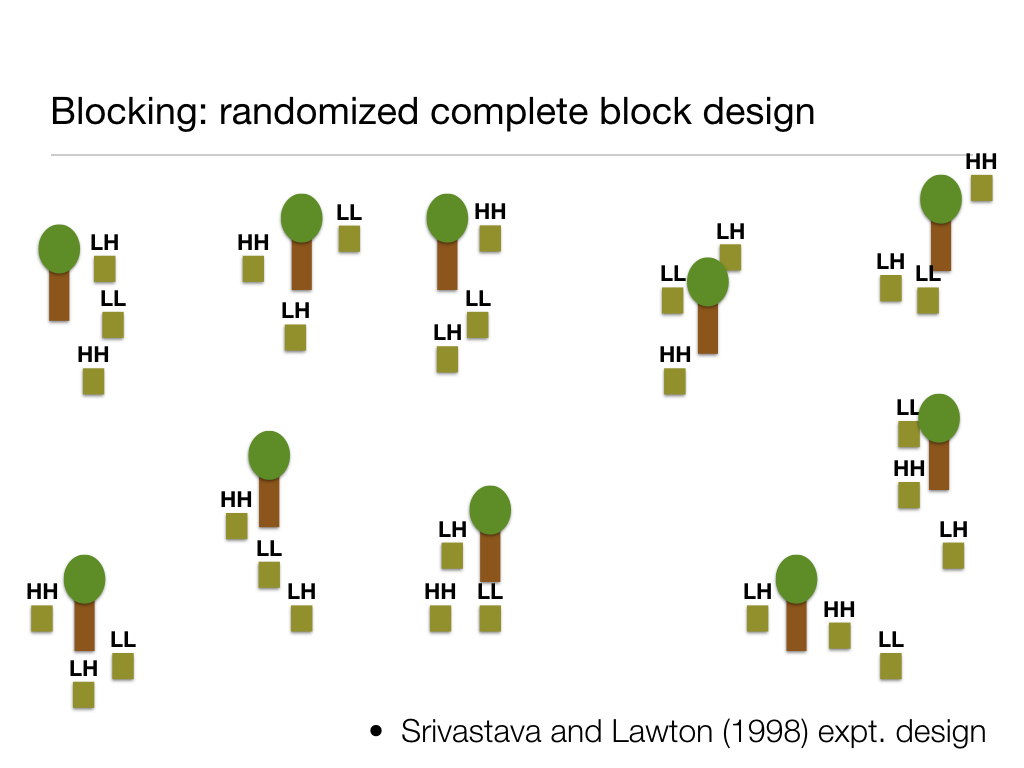 Blocking: randomized complete block design
HH
LH
LL
HH
HH
LL
LH
HH
LL
LH
LH
LL
HH
LH
LL
HH
LL
LH
LH
HH
LL
LH
HH
LL
LL
HH
LH
LH
HH
LL
• Srivastava and Lawton (1998) expt. design